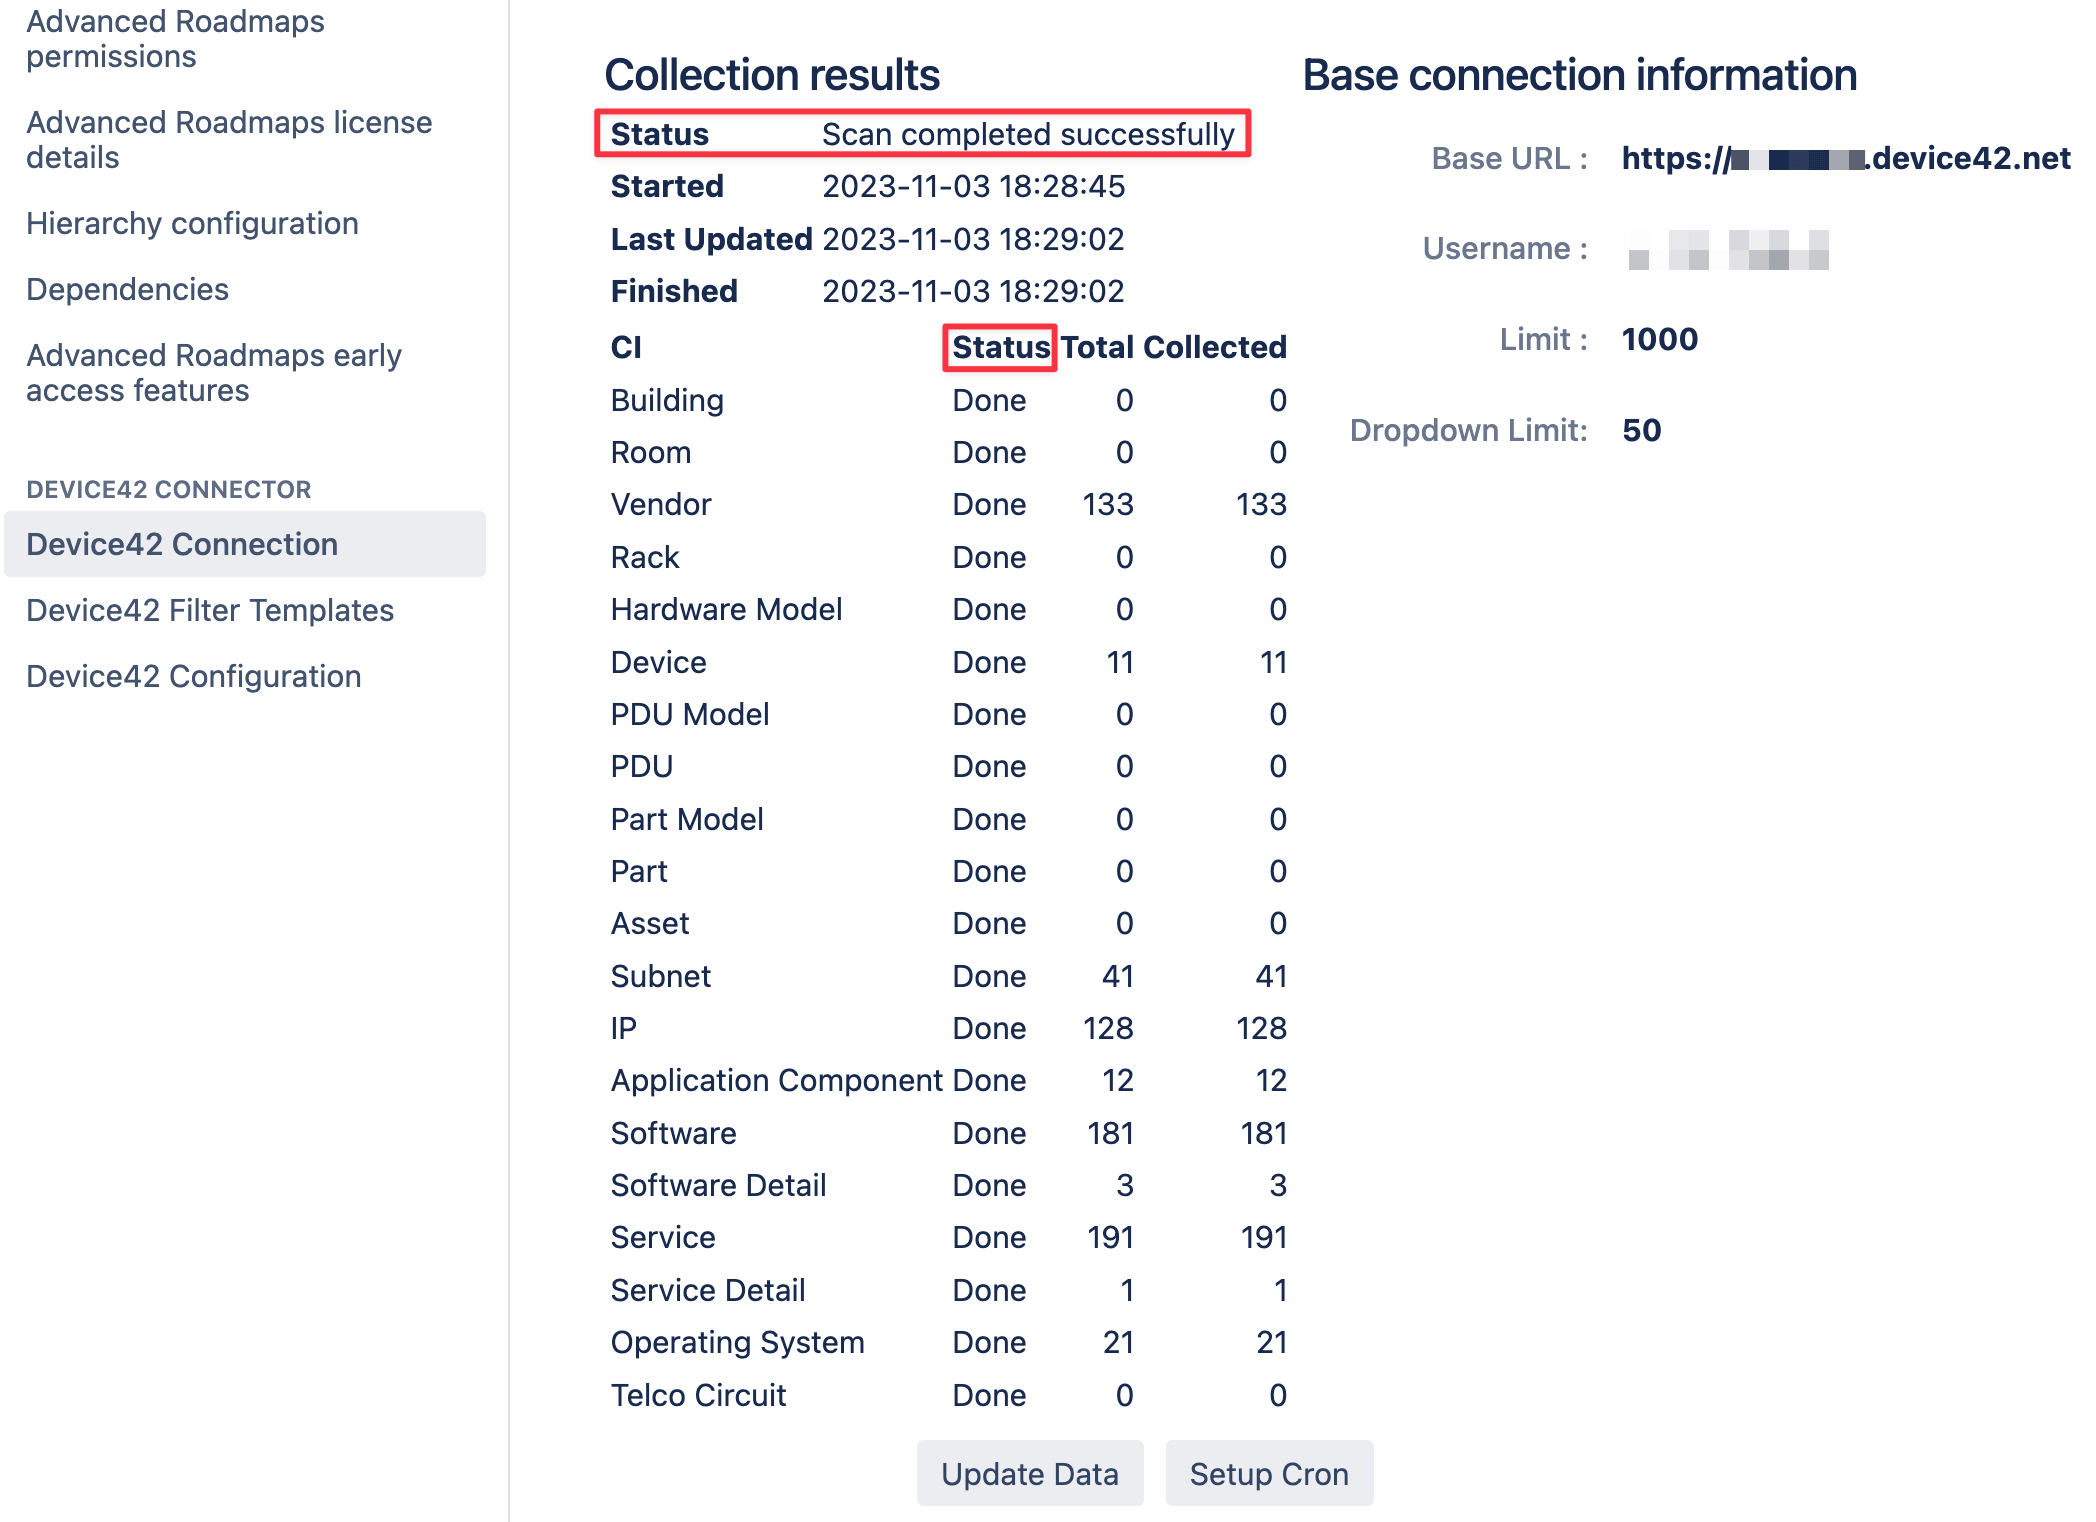 Advanced Roadmaps
permissions
Advanced Roadmaps license
details
Hierarchy configuration
Dependencies
Advanced Roadmaps early
access features
DEVICE42 CONNECTOR
Device42 Connection
Device42 Filter Templates
Device42 Configuration
Collection results
Status Scan completed successfully
Started 2023-11-03 18:28:45
Last Updated 2023-11-03 18:29:02
Finished 2023-11-03 18:29:02
CI Status Total Collected
Building Done 0 0
Room Done 0 0
Vendor Done 133 133
Rack Done 0 0
Hardware Model Done 0 0
Device Done 11 11
PDU Model Done 0 0
PDU Done 0 0
Part Model Done 0 0
Part Done 0 0
Asset Done 0 0
Subnet Done 41 41
IP Done 128 128
Application Component Done 12 12
Software Done 181 181
Software Detail Done 3 3
Service Done 191 191
Service Detail Done 1 1
Operating System Done 21 21
Telco Circuit Done 0 0
Update Data Setup Cron
Base connection information
Base URL : https://.device42.net
Username :
Limit : 1000
Dropdown Limit: 50